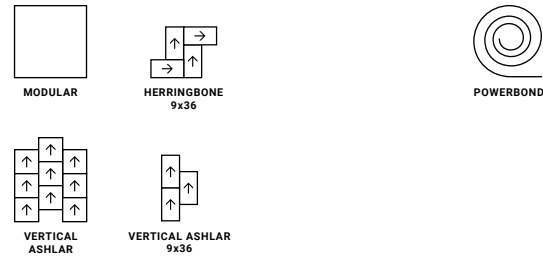 MODULAR
HERRINGBONE
9x36
POWERBOND
VERTICAL
ASHLAR
VERTICAL ASHLAR
9x36